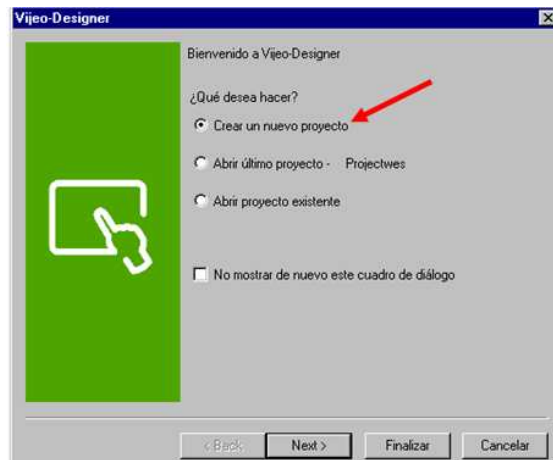 Vijeo-Designer
Bienvenido a Vijeo-Designer
¿Qué desea hacer?
Crear un nuevo proyecto
Abrir último proyecto - Projectwes
Abrir proyecto existente
No mostrar de nuevo este cuadro de diálogo
< Back Next > Finalizar Cancelar